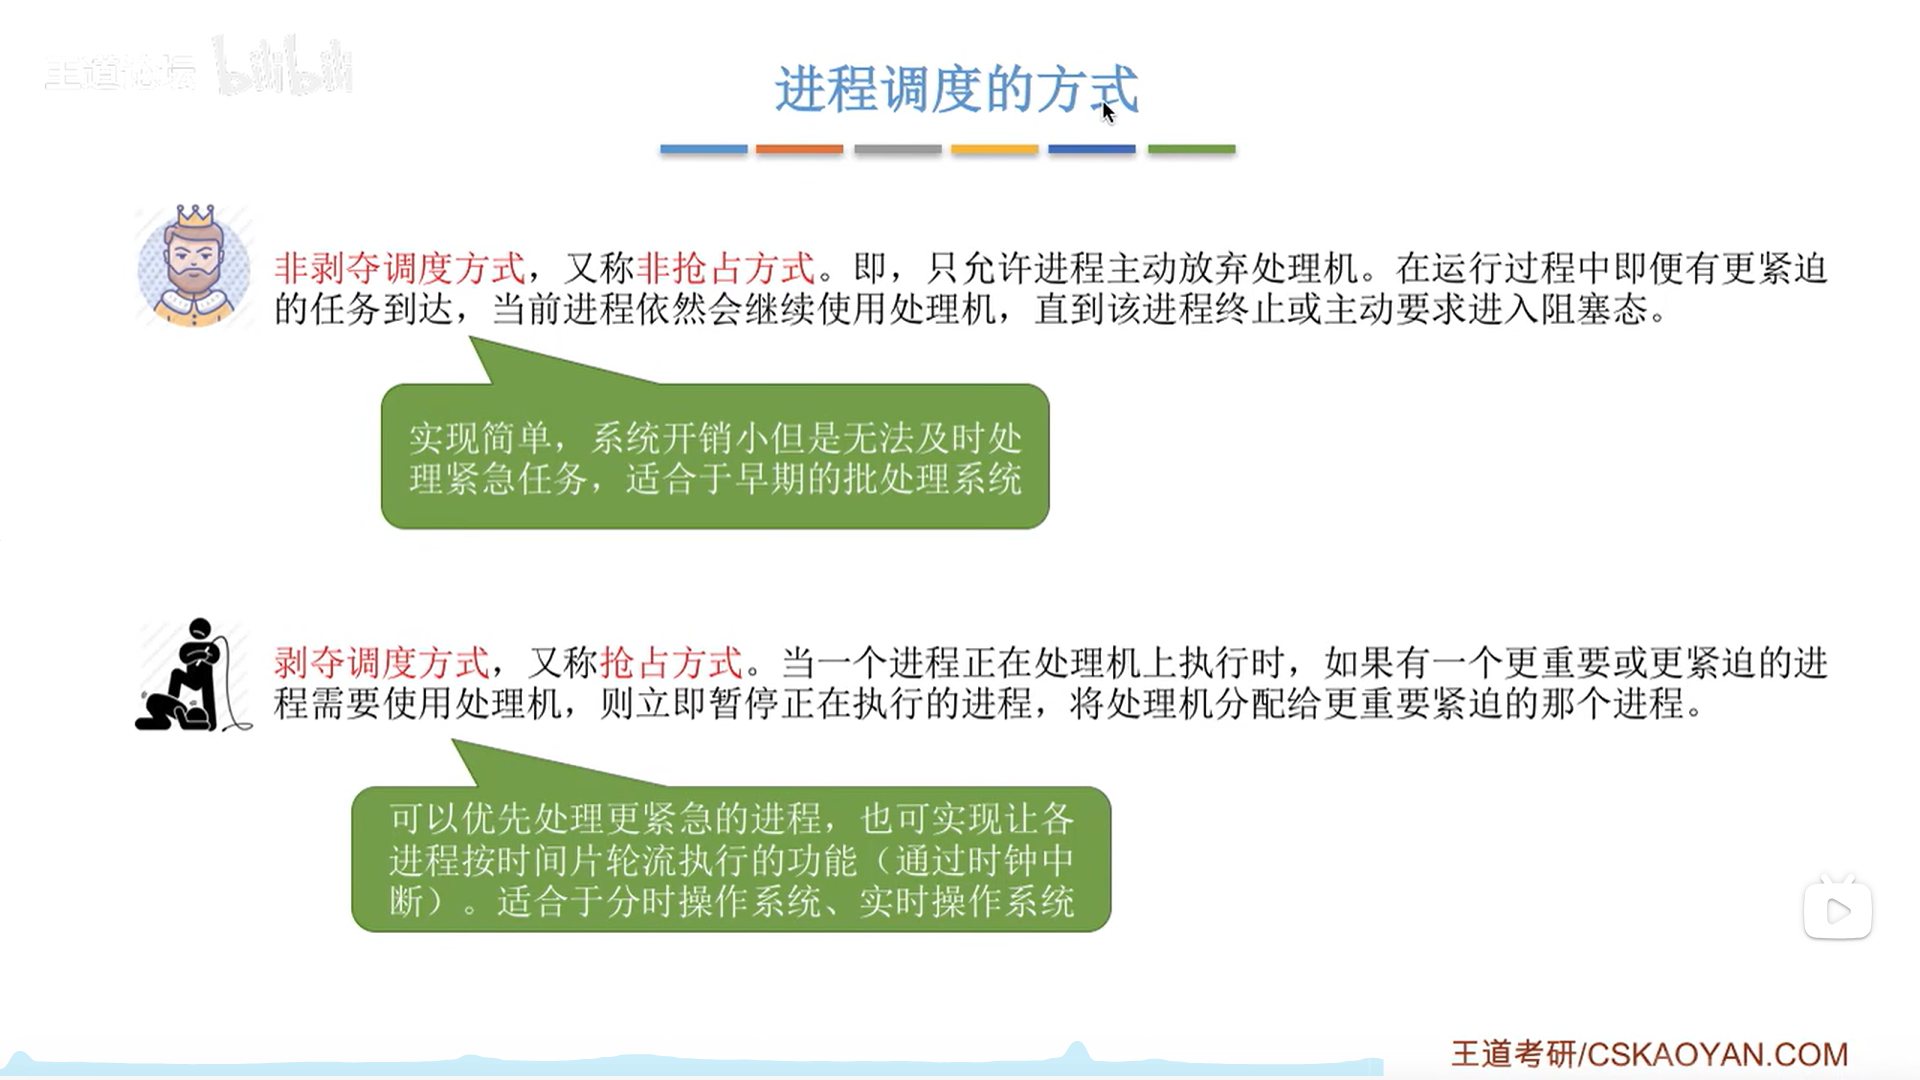 王道论坛 bilibili
进程调度的方式
非剥夺调度方式，又称非抢占方式。即，只允许进程主动放弃处理机。在运行过程中即便有更紧迫
的任务到达，当前进程依然会继续使用处理机，直到该进程终止或主动要求进入阻塞态。
实现简单，系统开销小但是无法及时处
理紧急任务，适合于早期的批处理系统
剥夺调度方式，又称抢占方式。当一个进程正在处理机上执行时，如果有一个更重要或更紧迫的进
程需要使用处理机，则立即暂停正在执行的进程，将处理机分配给更重要紧迫的那个进程。
可以优先处理更紧急的进程，也可实现让各
进程按时间片轮流执行的功能（通过时钟中
断）。适合于分时操作系统、实时操作系统
王道考研/CSKAOYAN.COM